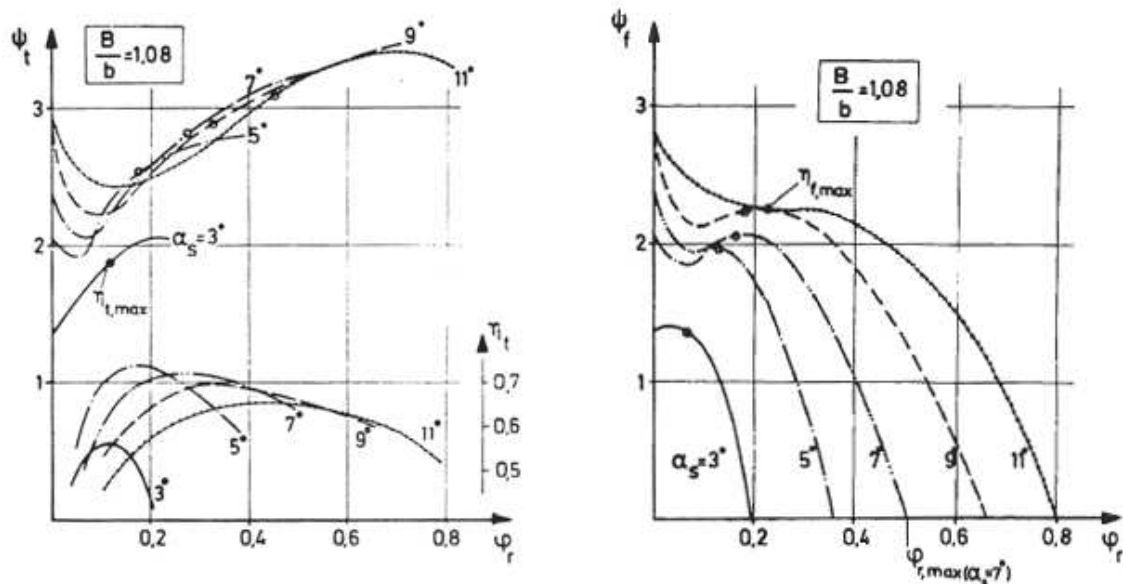 ψt
B/b =1,08
9°
7°
11°
3
5°
2
αs=3°
ηt,max
ηt
1
0,7
0,6
0,5
5°
7°
9°
11°
3°
0,2
0,4
0,6
0,8
φr
ψf
B/b =1,08
3
ηf,max
2
1
αs=3°
5°
7°
9°
11°
0,2
0,4
0,6
0,8
φr
φr,max(αs=7°)